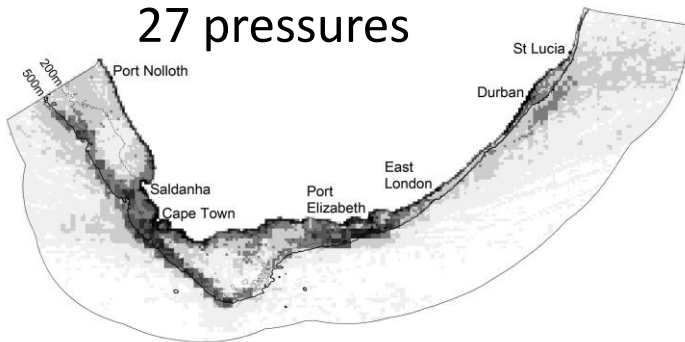 27 pressures
St Lucia
200m
500m
Port Nolloth
Durban
East
London
Saldanha
Port
Elizabeth
Cape Town